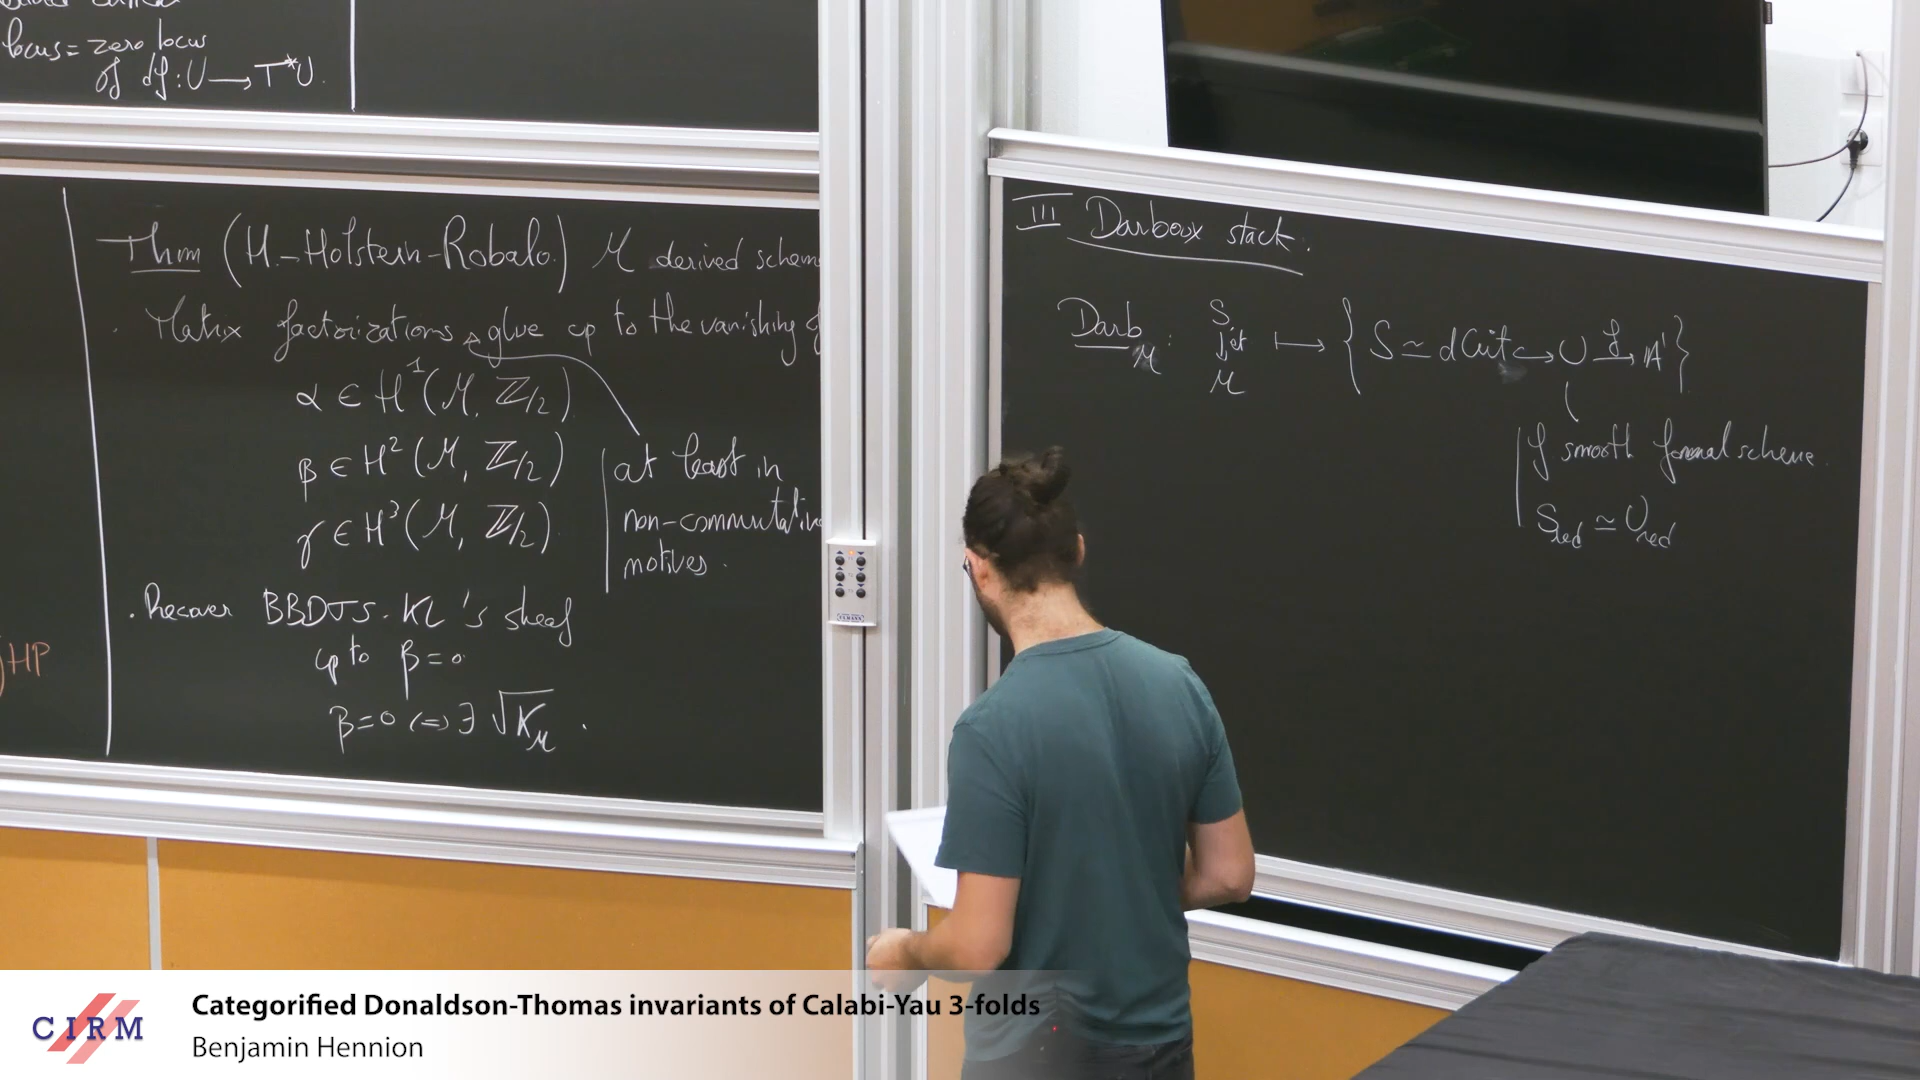 locus = zero locus
of df : U → T*U.
Thm (H.-Holstein-Robalo) M derived schem
. Matrix factorizations glue up to the vanishing of
α ∈ H¹(M, ℤ/2)
β ∈ H²(M, ℤ/2)
γ ∈ H³(M, ℤ/2)
at least in
non-commutative
motives.
. Recover BBDJS-KL's sheaf
up to β = 0
β = 0 ⇔ ∃ √K_M .
HP
III Darboux stack.
Darb_M : S ↓ét M ⟼ { S ≃ dCrit ↪ U →f 𝔸¹ }
smooth formal scheme.
S_red ≃ U_red
CIRM
Categorified Donaldson-Thomas invariants of Calabi-Yau 3-folds
Benjamin Hennion